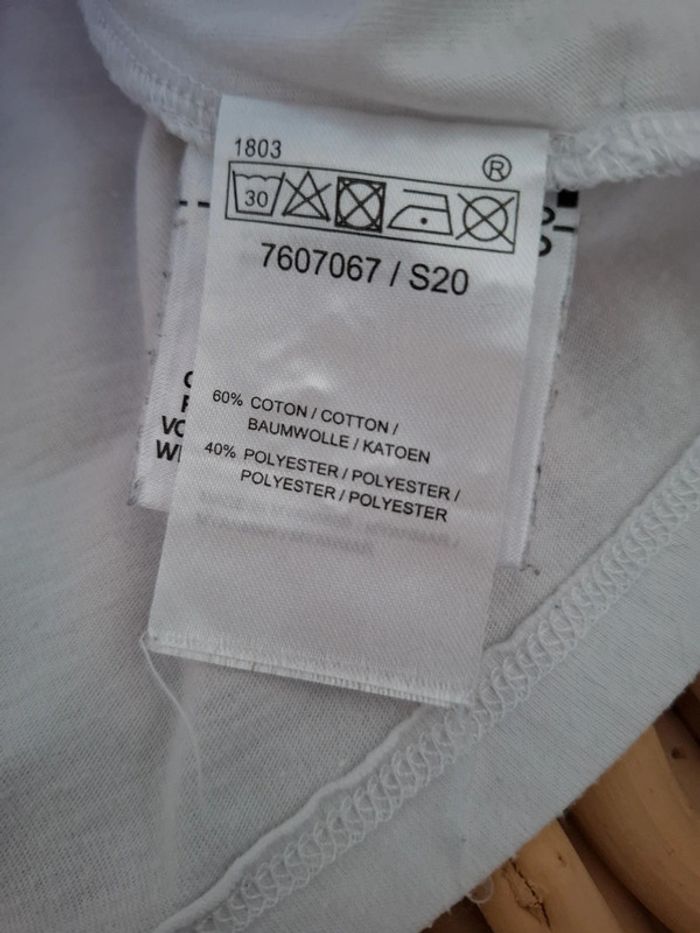 1803
®
30
7607067 / S20
60% COTON / COTTON /
BAUMWOLLE / KATOEN
40% POLYESTER / POLYESTER /
POLYESTER / POLYESTER